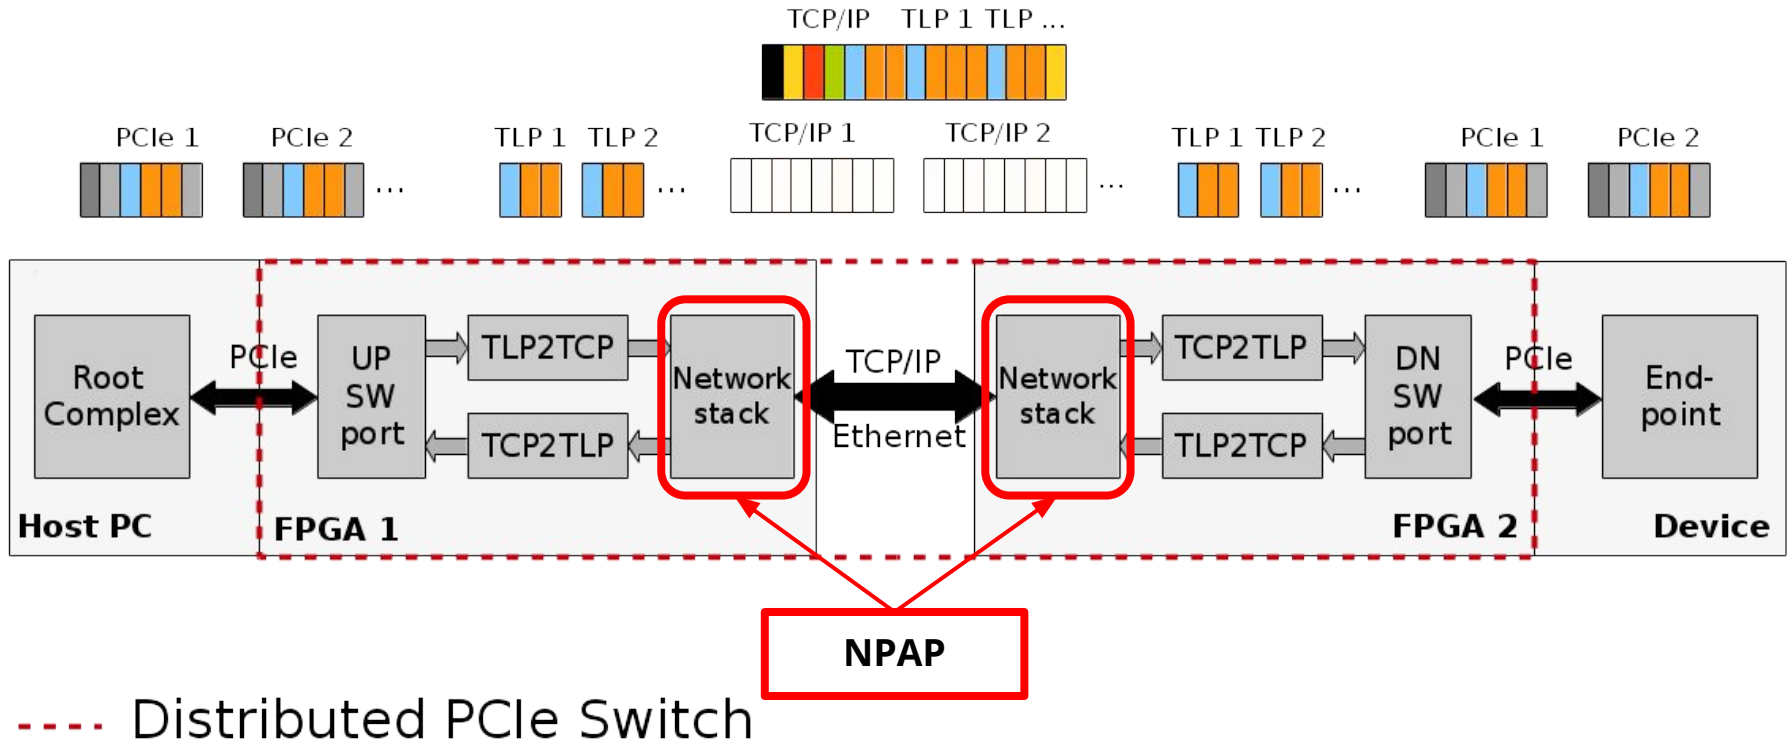 TCP/IP TLP 1 TLP ...
PCIe 1 PCIe 2 ... TLP 1 TLP 2 ... TCP/IP 1 TCP/IP 2 ... TLP 1 TLP 2 ... PCIe 1 PCIe 2
Root
Complex
PCIe
UP
SW
port
TLP2TCP
TCP2TLP
Network
stack
TCP/IP
Ethernet
Network
stack
TCP2TLP
TLP2TCP
DN
SW
port
PCIe
End-
point
Host PC
FPGA 1
FPGA 2
Device
NPAP
Distributed PCIe Switch